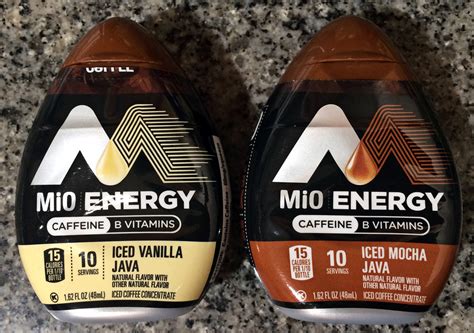 COFFEE
MiO ENERGY
CAFFEINE B VITAMINS
15 CALORIES PER 1/10 BOTTLE
10 SERVINGS
ICED VANILLA
JAVA
NATURAL FLAVOR WITH
OTHER NATURAL FLAVOR
1.62 FL OZ (48mL)
ICED COFFEE CONCENTRATE
MiO ENERGY
CAFFEINE B VITAMINS
15 CALORIES PER 1/10 BOTTLE
10 SERVINGS
ICED MOCHA
JAVA
NATURAL FLAVOR WITH
OTHER NATURAL FLAVOR
1.62 FL OZ (48mL)
ICED COFFEE CONCENTRATE